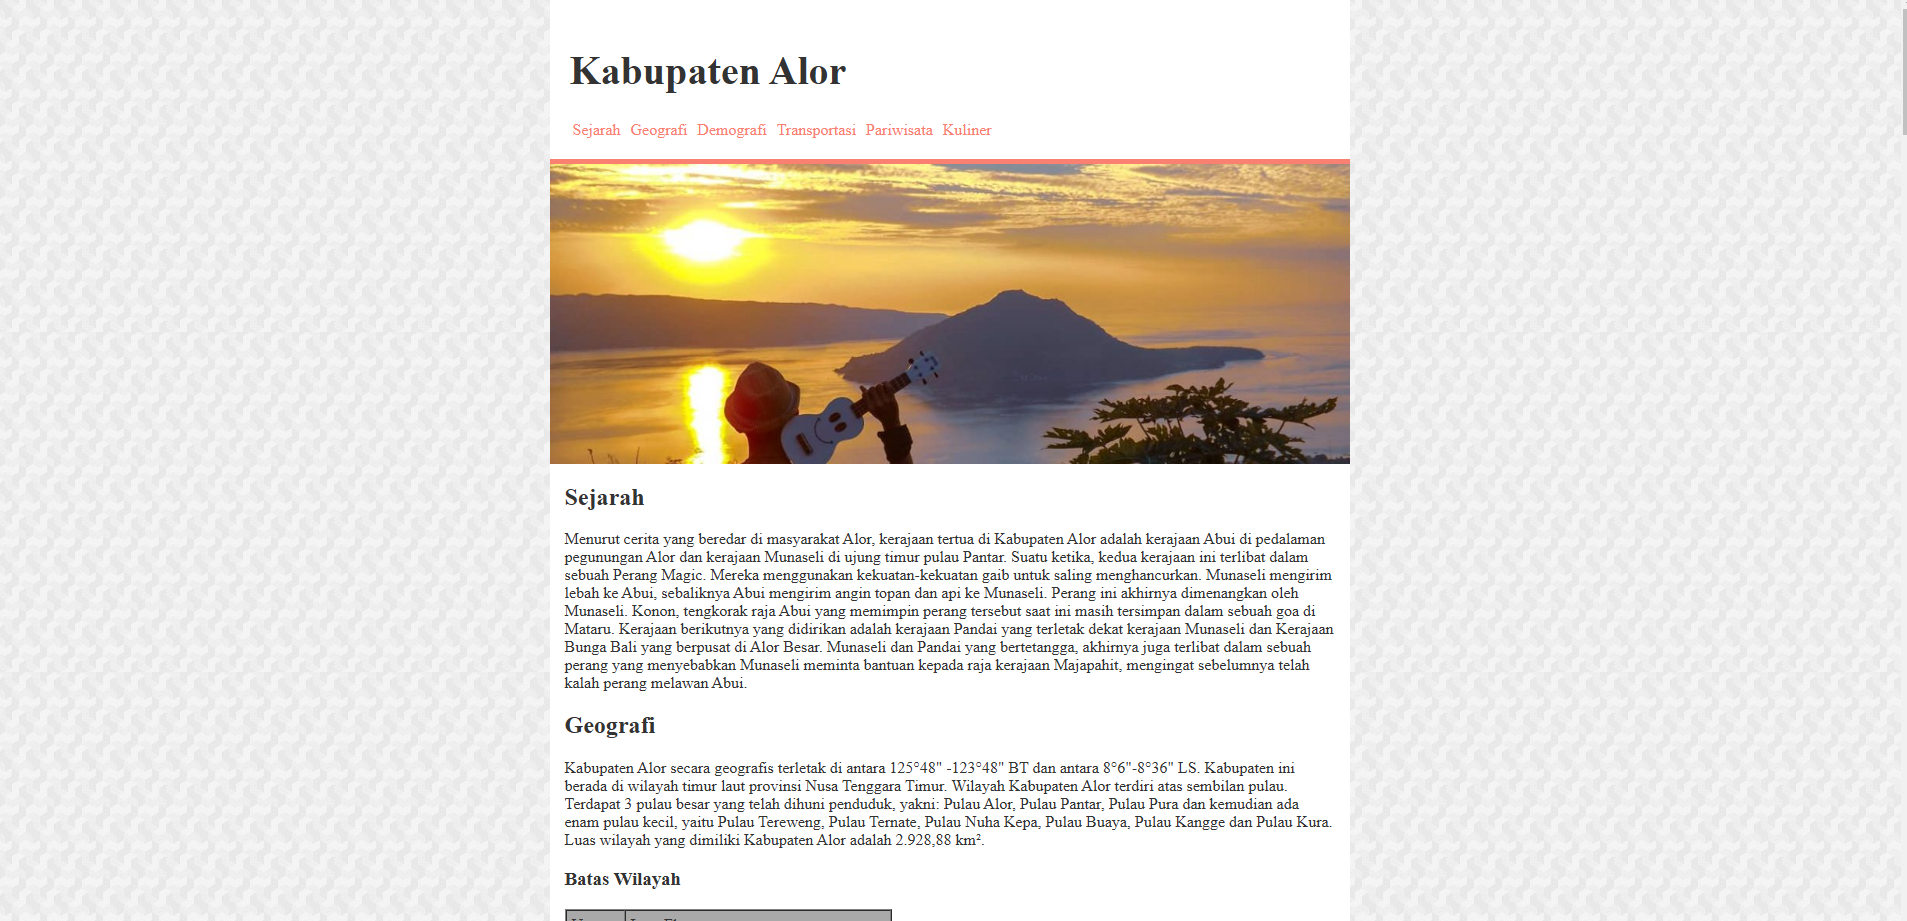 Kabupaten Alor
Sejarah Geografi Demografi Transportasi Pariwisata Kuliner
Sejarah
Menurut cerita yang beredar di masyarakat Alor, kerajaan tertua di Kabupaten Alor adalah kerajaan Abui di pedalaman
pegunungan Alor dan kerajaan Munaseli di ujung timur pulau Pantar. Suatu ketika, kedua kerajaan ini terlibat dalam
sebuah Perang Magic. Mereka menggunakan kekuatan-kekuatan gaib untuk saling menghancurkan. Munaseli mengirim
lebah ke Abui, sebaliknya Abui mengirim angin topan dan api ke Munaseli. Perang ini akhirnya dimenangkan oleh
Munaseli. Konon, tengkorak raja Abui yang memimpin perang tersebut saat ini masih tersimpan dalam sebuah goa di
Mataru. Kerajaan berikutnya yang didirikan adalah kerajaan Pandai yang terletak dekat kerajaan Munaseli dan Kerajaan
Bunga Bali yang berpusat di Alor Besar. Munaseli dan Pandai yang bertetangga, akhirnya juga terlibat dalam sebuah
perang yang menyebabkan Munaseli meminta bantuan kepada raja kerajaan Majapahit, mengingat sebelumnya telah
kalah perang melawan Abui.
Geografi
Kabupaten Alor secara geografis terletak di antara 125°48" -123°48" BT dan antara 8°6"-8°36" LS. Kabupaten ini
berada di wilayah timur laut provinsi Nusa Tenggara Timur. Wilayah Kabupaten Alor terdiri atas sembilan pulau.
Terdapat 3 pulau besar yang telah dihuni penduduk, yakni: Pulau Alor, Pulau Pantar, Pulau Pura dan kemudian ada
enam pulau kecil, yaitu Pulau Tereweng, Pulau Ternate, Pulau Nuha Kepa, Pulau Buaya, Pulau Kangge dan Pulau Kura.
Luas wilayah yang dimiliki Kabupaten Alor adalah 2.928,88 km².
Batas Wilayah